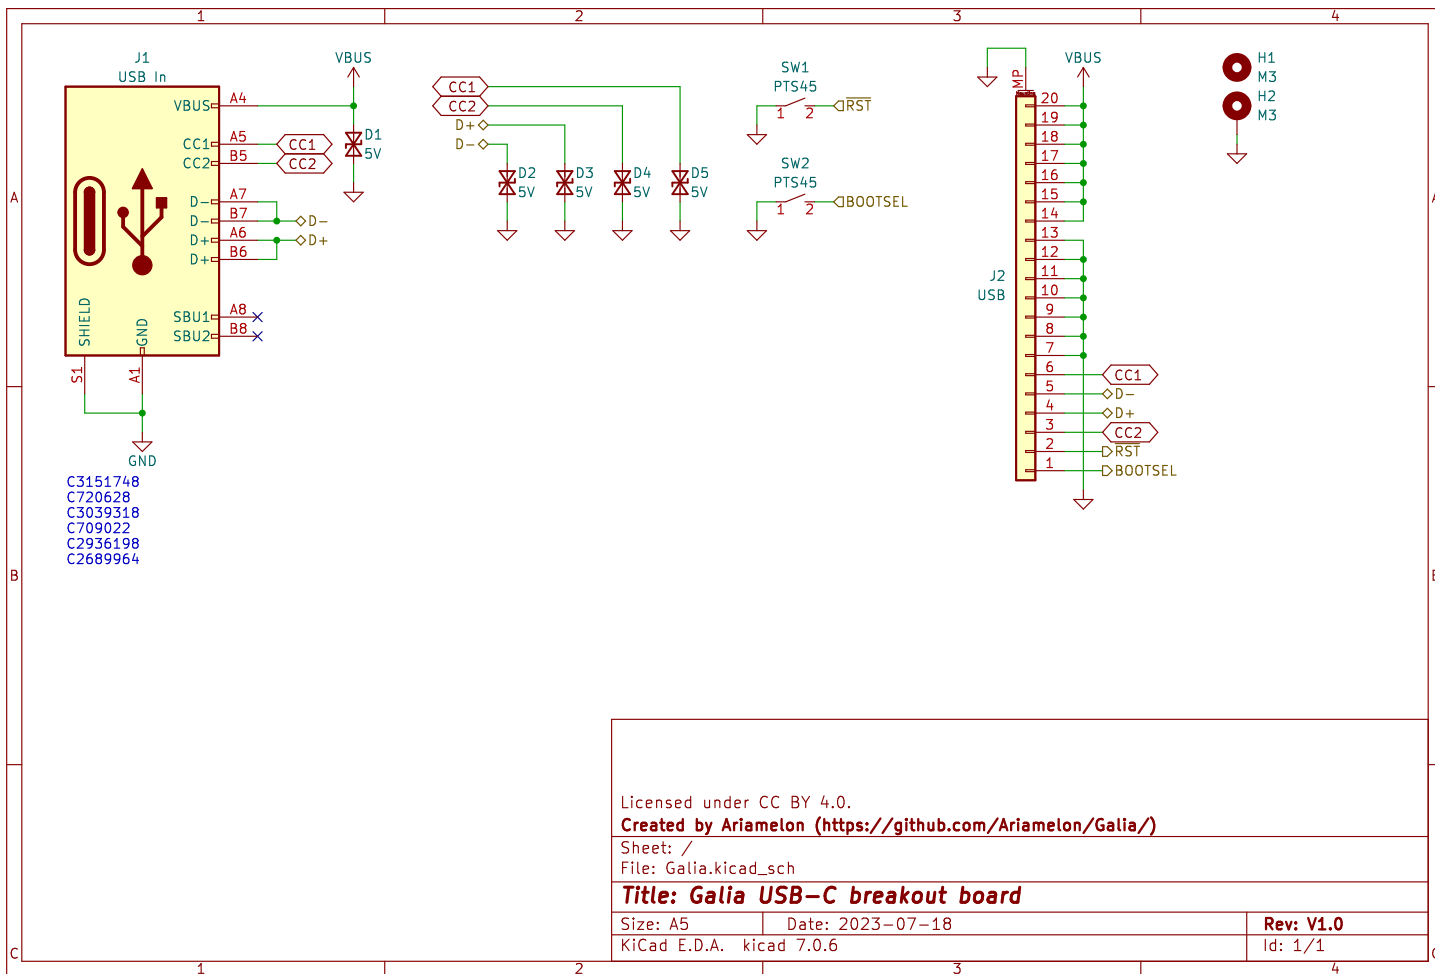 1 2 3 4
A B C
J1
USB In
VBUS A4
CC1 A5 CC1
CC2 B5 CC2
D- A7
D- B7 D-
D+ A6 D+
D+ B6
SBU1 A8
SBU2 B8
SHIELD GND
S1 A1
GND
C3151748
C720628
C3039318
C709022
C2936198
C2689964
VBUS
D1
5V
CC1
CC2
D+
D-
D2 D3 D4 D5
5V 5V 5V 5V
SW1
PTS45
1 2 RST
SW2
PTS45
1 2 BOOTSEL
MP
VBUS
J2
USB
20
19
18
17
16
15
14
13
12
11
10
9
8
7
6 CC1
5 D-
4 D+
3 CC2
2 RST
1 BOOTSEL
H1
M3
H2
M3
Licensed under CC BY 4.0.
Created by Ariamelon (https://github.com/Ariamelon/Galia/)
Sheet: /
File: Galia.kicad_sch
Title: Galia USB-C breakout board
Size: A5 Date: 2023-07-18 Rev: V1.0
KiCad E.D.A. kicad 7.0.6 Id: 1/1
1 2 3 4